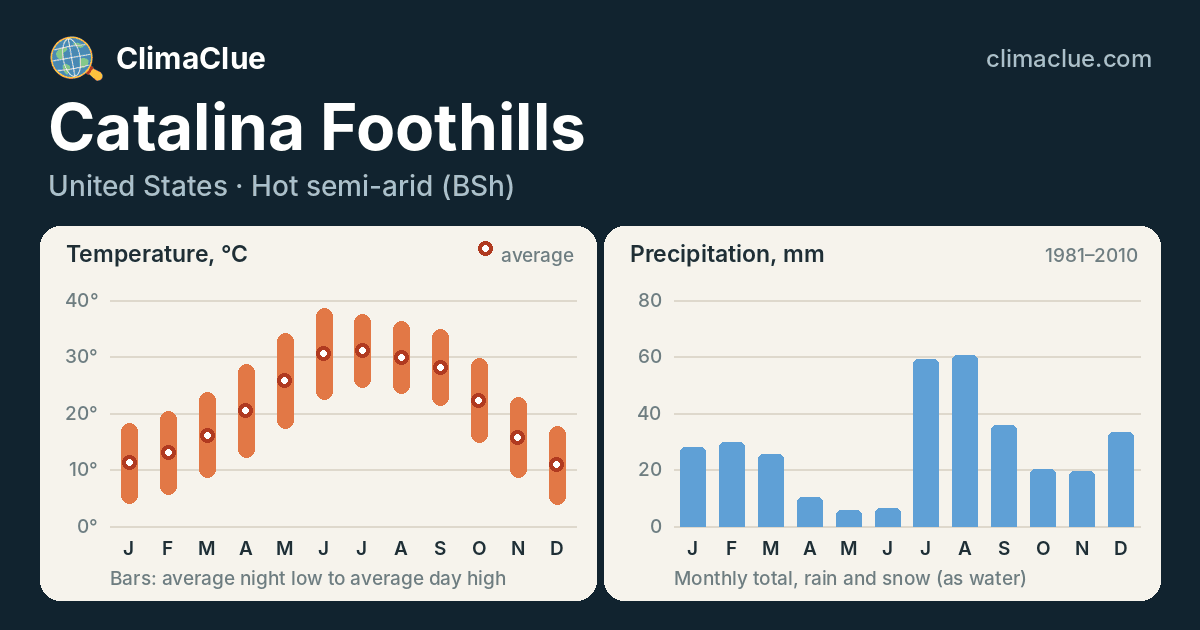 ClimaClue
climaclue.com
Catalina Foothills
United States · Hot semi-arid (BSh)
Temperature, °C
average
40°
30°
20°
10°
0°
J F M A M J J A S O N D
Bars: average night low to average day high
Precipitation, mm
1981–2010
80
60
40
20
0
J F M A M J J A S O N D
Monthly total, rain and snow (as water)